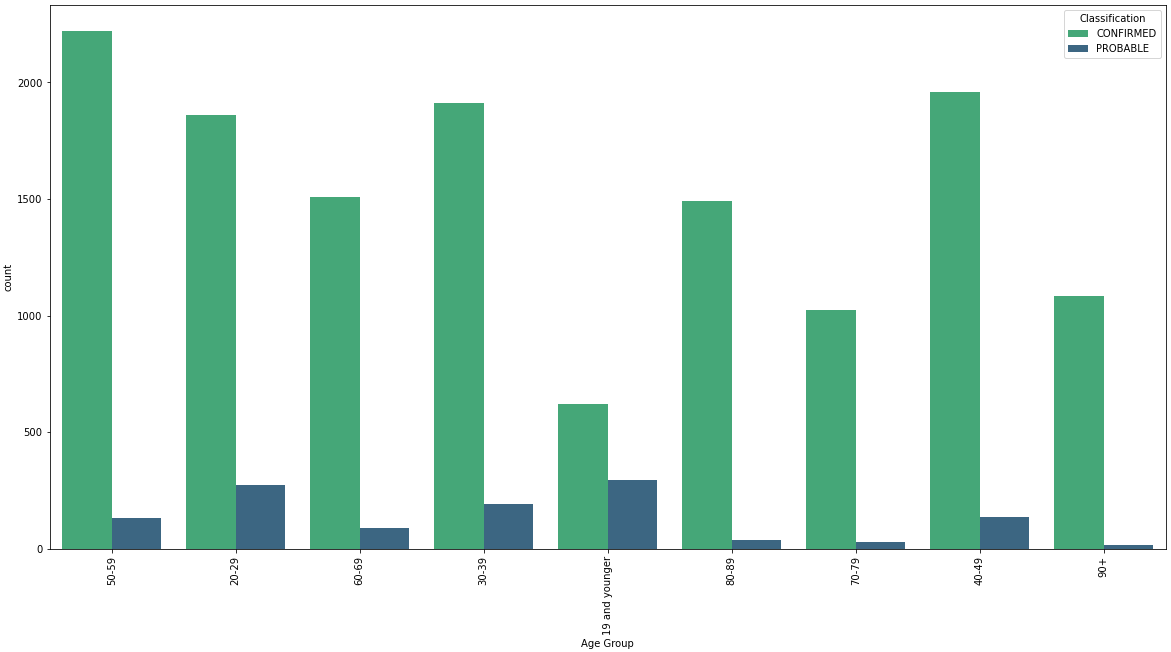 Classification
CONFIRMED
PROBABLE
2000
1500
1000
500
0
count
50-59
20-29
60-69
30-39
19 and younger
80-89
70-79
40-49
90+
Age Group